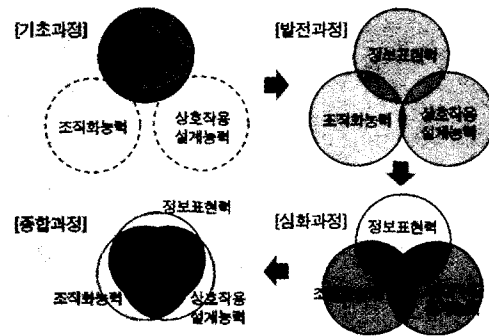 [기초과정]
조직화능력
상호작용
설계능력
[발전과정]
정보표현력
조직화능력
상호작용
설계능력
[종합과정]
정보표현력
조직화능력
상호작용
설계능력
[심화과정]
정보표현력